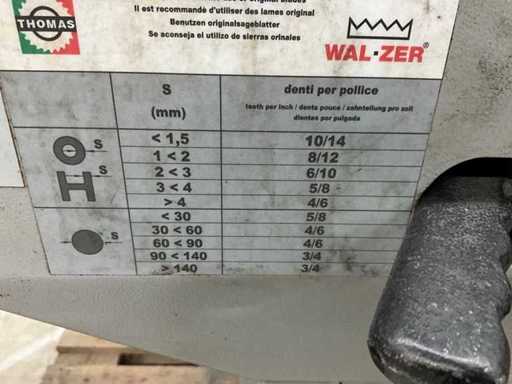 Il est recommandé d'utiliser des lames original
Benutzen originalsageblatter
Se aconseja el utilizo de sierras orinales
THOMAS
WAL-ZER®
S (mm) denti per pollice
teeth per inch / dents pouce / zahnteilung pro zoll
dientes por pulgada
S < 1,5 10/14
1 < 2 8/12
S 2 < 3 6/10
3 < 4 5/8
> 4 4/6
< 30 5/8
S 30 < 60 4/6
60 < 90 4/6
90 < 140 3/4
> 140 3/4